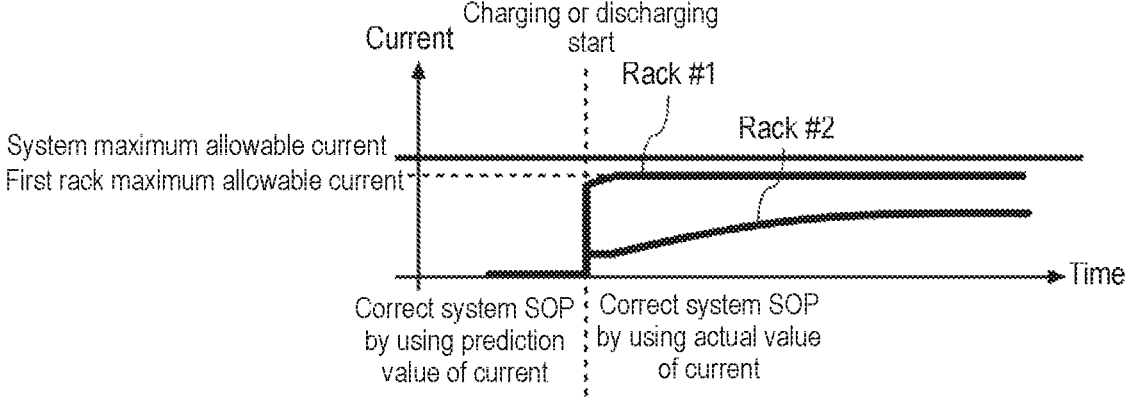 Charging or discharging
start
Current
Rack #1
Rack #2
System maximum allowable current
First rack maximum allowable current
Time
Correct system SOP
by using prediction
value of current
Correct system SOP
by using actual value
of current